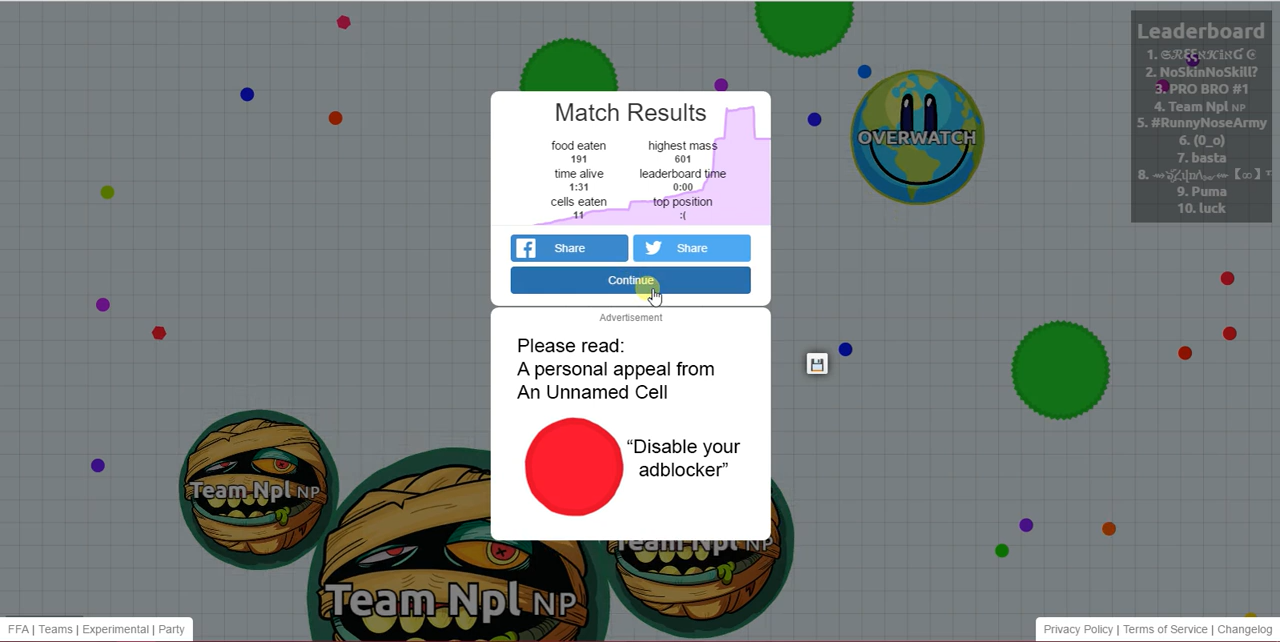 Leaderboard
2. NoSkinNoSkill?
3. PRO BRO #1
4. Team Npl NP
5. #RunnyNoseArmy
6. (0_o)
7. basta
9. Puma
10. luck
OVERWATCH
Match Results
food eaten
191
highest mass
601
time alive
1:31
leaderboard time
0:00
cells eaten
11
top position
:(
Share
Share
Continue
Advertisement
Please read:
A personal appeal from
An Unnamed Cell
“Disable your
adblocker”
Team Npl NP
Team Npl NP
Team Npl NP
FFA | Teams | Experimental | Party
Privacy Policy | Terms of Service | Changelog